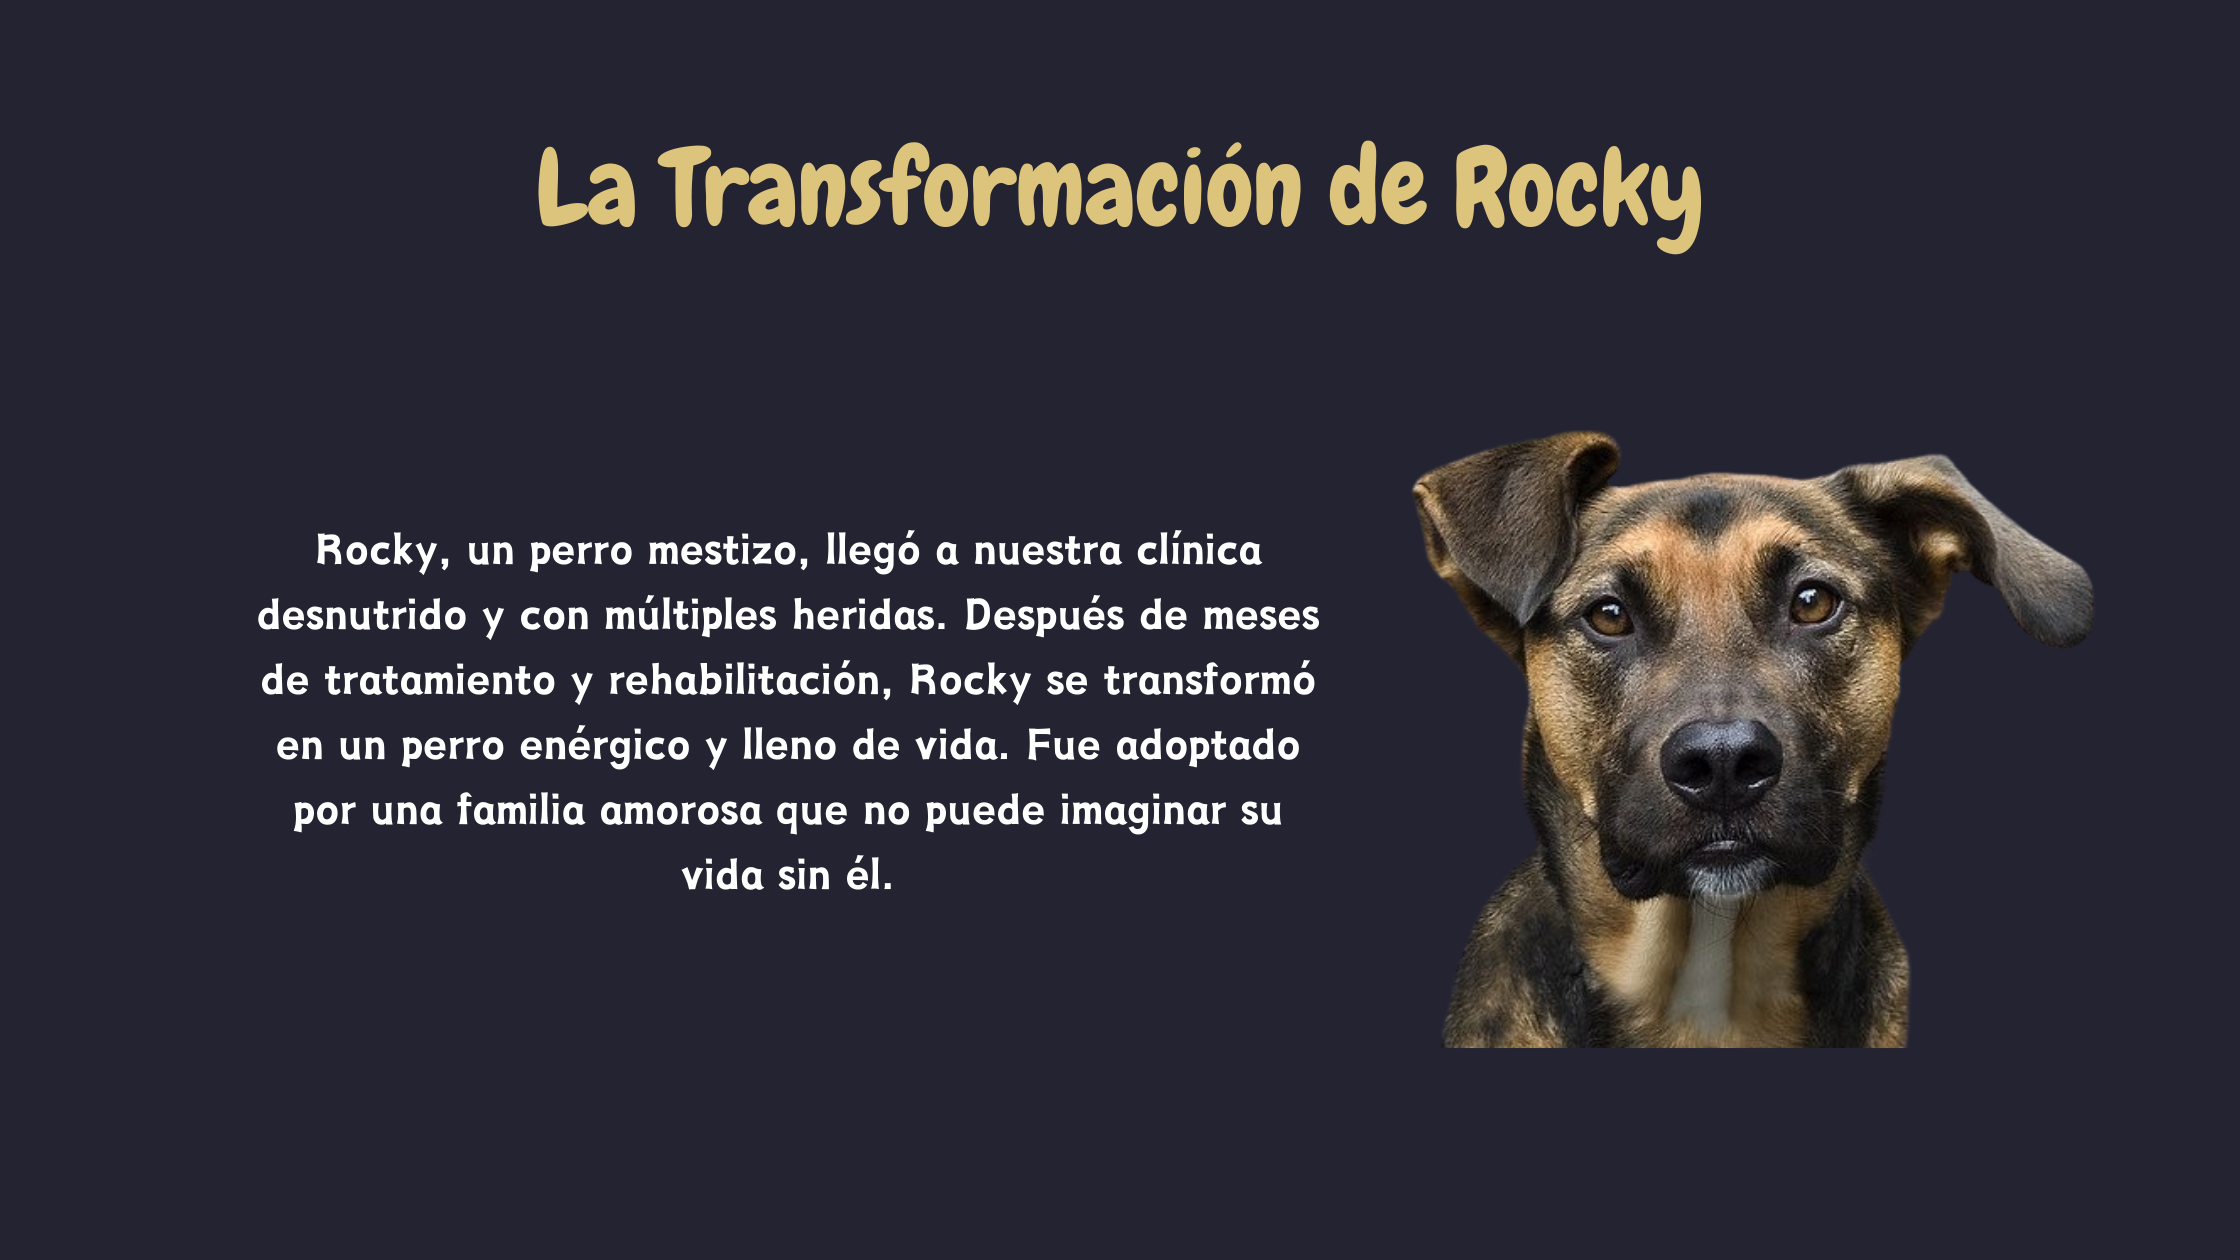 La Transformación de Rocky
Rocky, un perro mestizo, llegó a nuestra clínica
desnutrido y con múltiples heridas. Después de meses
de tratamiento y rehabilitación, Rocky se transformó
en un perro enérgico y lleno de vida. Fue adoptado
por una familia amorosa que no puede imaginar su
vida sin él.